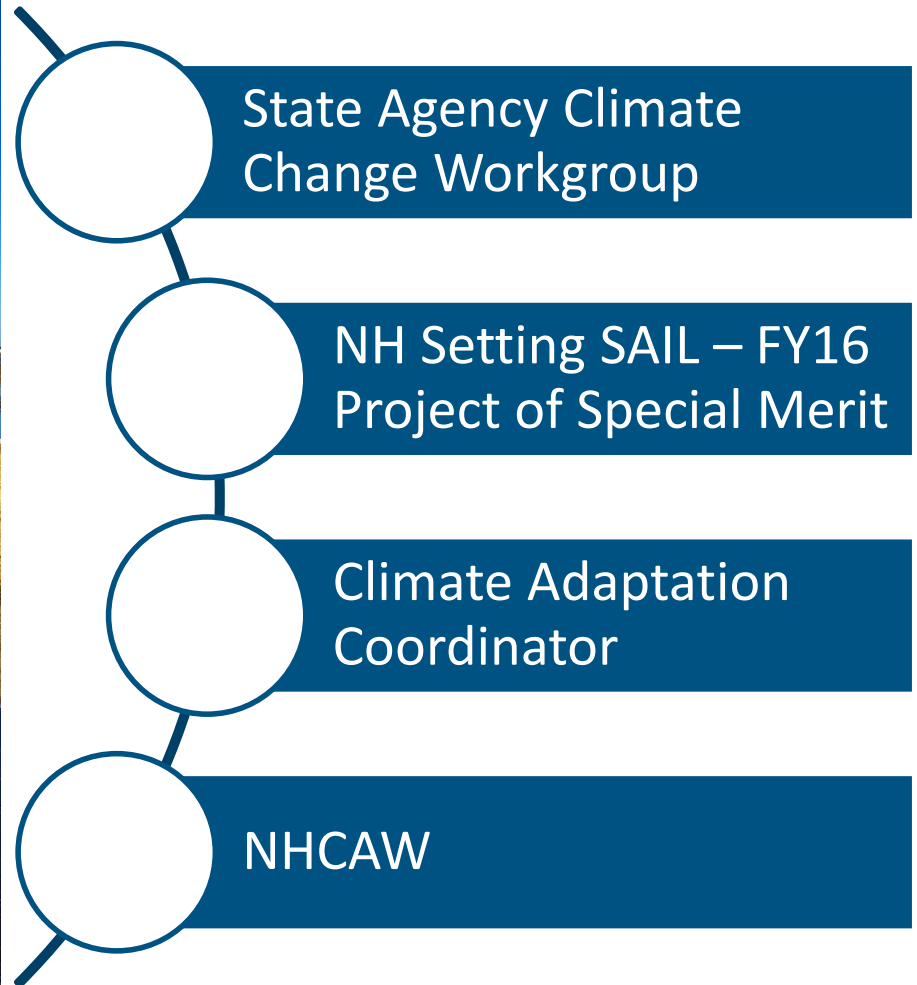 State Agency Climate
Change Workgroup
NH Setting SAIL – FY16
Project of Special Merit
Climate Adaptation
Coordinator
NHCAW